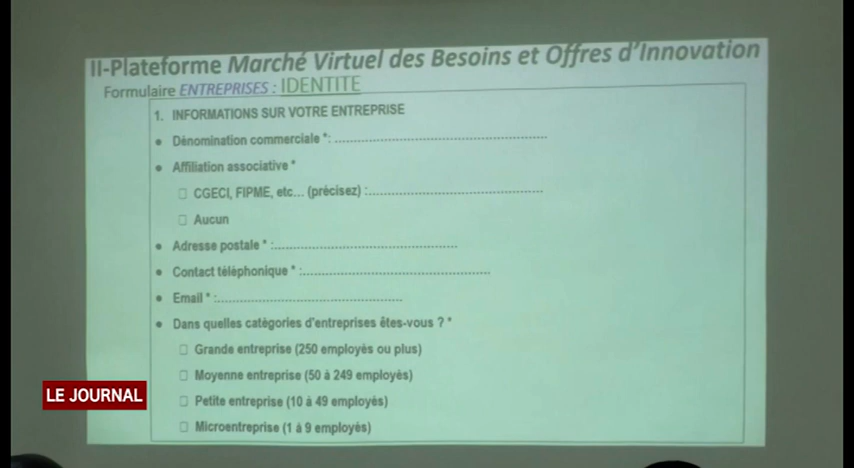 II-Plateforme Marché Virtuel des Besoins et Offres d'Innovation
Formulaire ENTREPRISES : IDENTITE
1. INFORMATIONS SUR VOTRE ENTREPRISE
• Dénomination commerciale *: ............................................................
• Affiliation associative *
□ CGECI, FIPME, etc... (précisez) :..................................................
□ Aucun
• Adresse postale * :....................................................
• Contact téléphonique * :.....................................................
• Email * :.....................................................
• Dans quelles catégories d'entreprises êtes-vous ? *
□ Grande entreprise (250 employés ou plus)
□ Moyenne entreprise (50 à 249 employés)
□ Petite entreprise (10 à 49 employés)
□ Microentreprise (1 à 9 employés)
LE JOURNAL